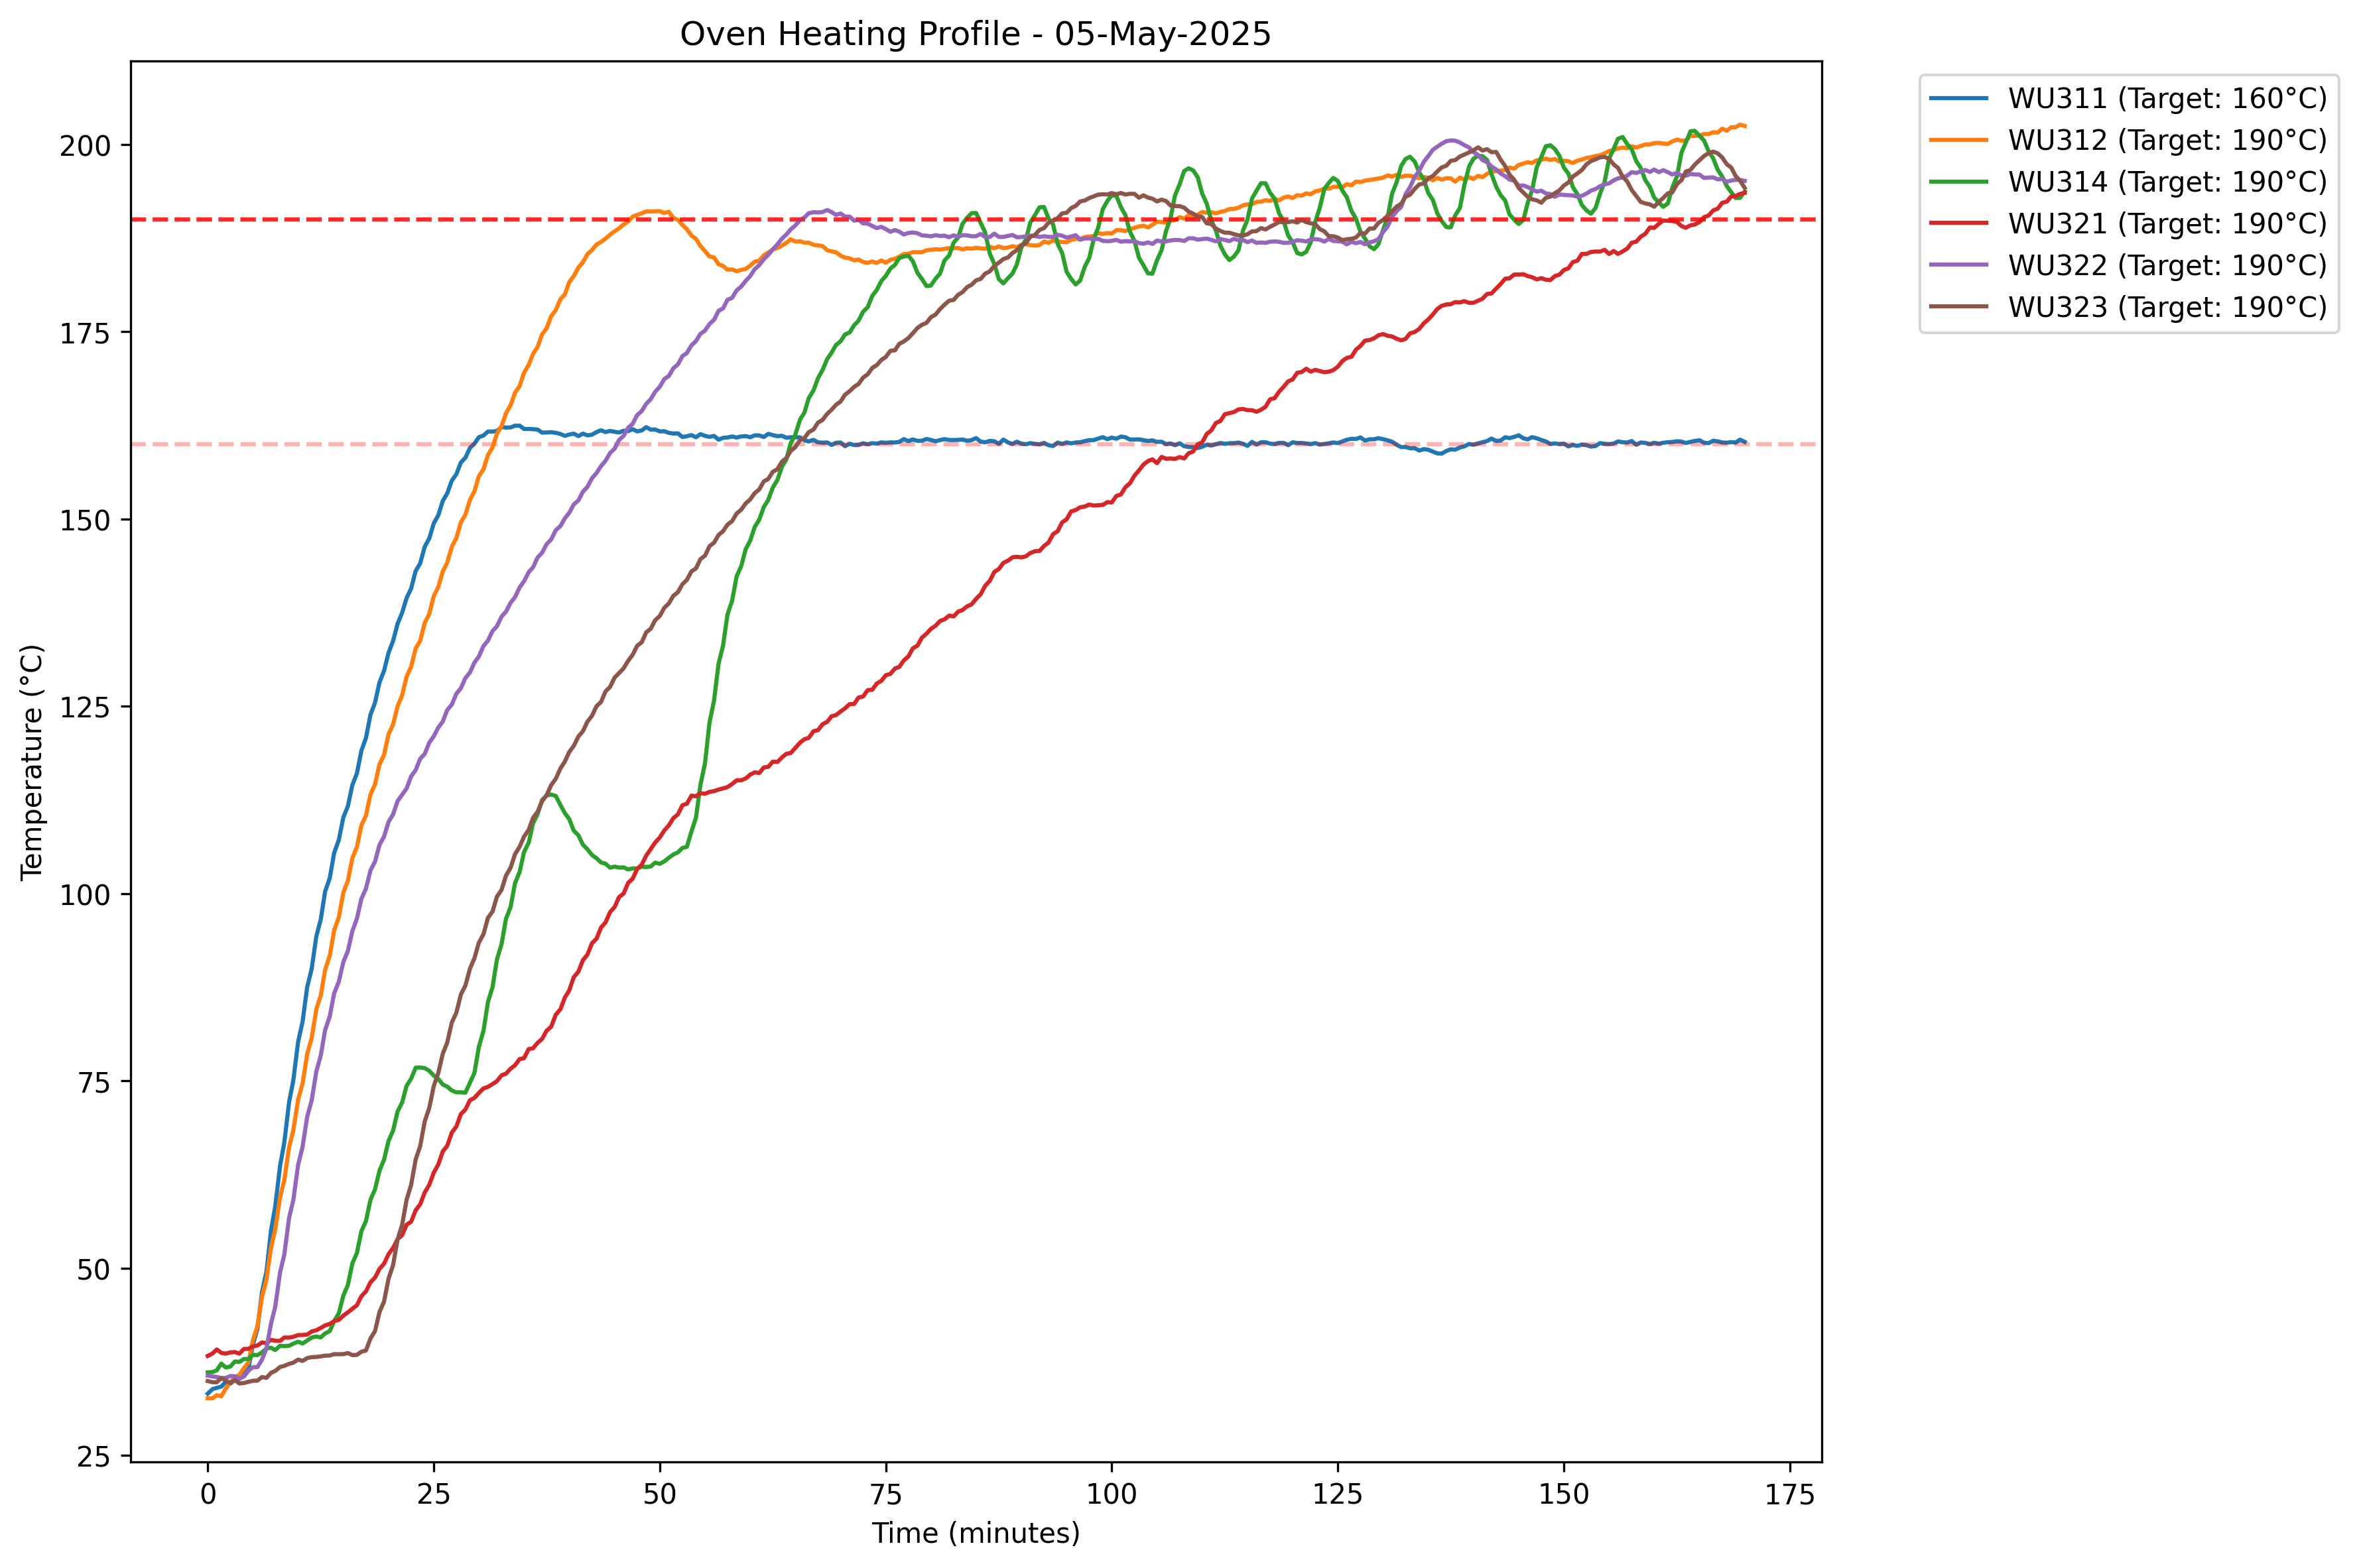 Oven Heating Profile - 05-May-2025
WU311 (Target: 160°C)
WU312 (Target: 190°C)
WU314 (Target: 190°C)
WU321 (Target: 190°C)
WU322 (Target: 190°C)
WU323 (Target: 190°C)
Temperature (°C)
200
175
150
125
100
75
50
25
0 25 50 75 100 125 150 175
Time (minutes)